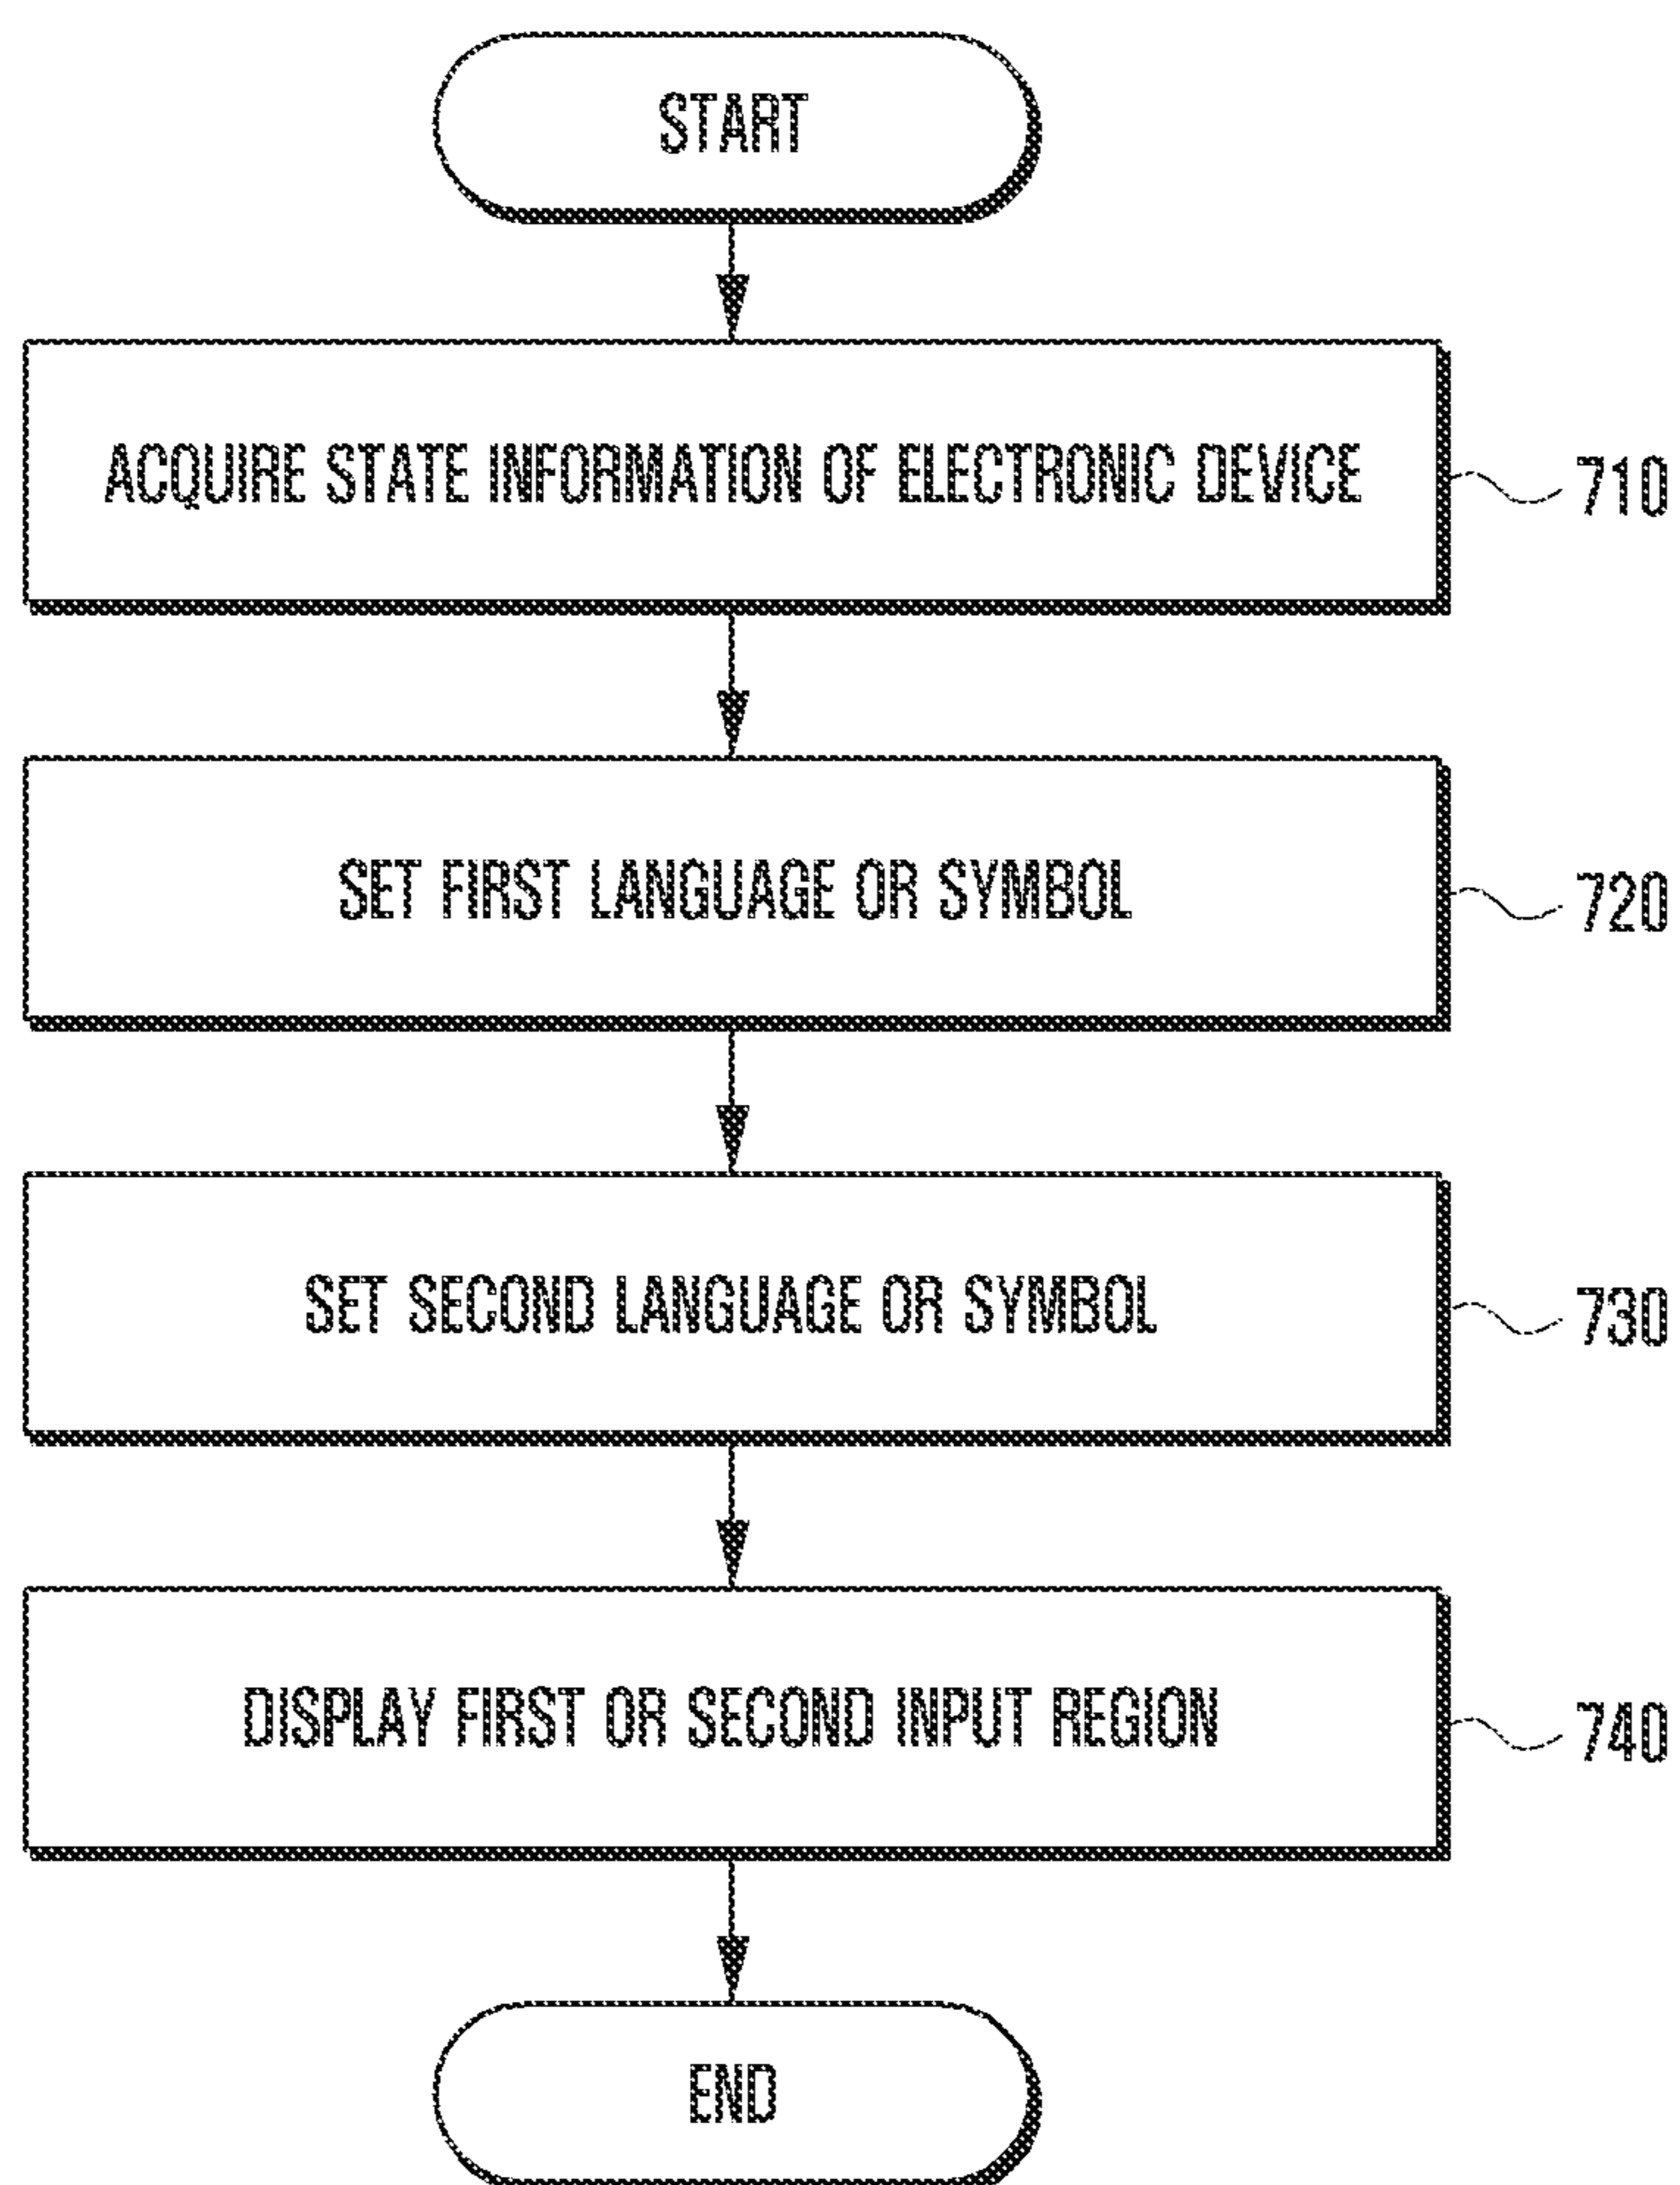 START
ACQUIRE STATE INFORMATION OF ELECTRONIC DEVICE
710
SET FIRST LANGUAGE OR SYMBOL
720
SET SECOND LANGUAGE OR SYMBOL
730
DISPLAY FIRST OR SECOND INPUT REGION
740
END